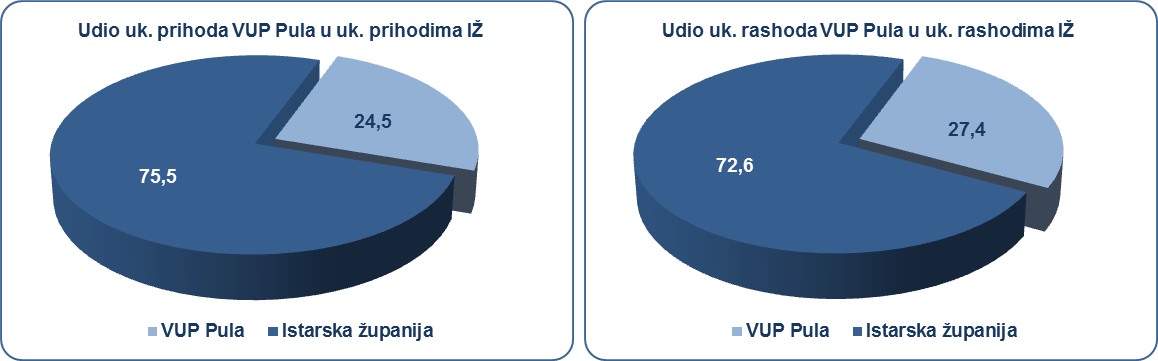 Udio uk. prihoda VUP Pula u uk. prihodima IŽ
24,5
75,5
VUP Pula Istarska županija
Udio uk. rashoda VUP Pula u uk. rashodima IŽ
27,4
72,6
VUP Pula Istarska županija